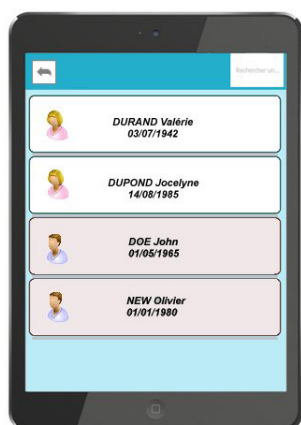 Rechercher un...
DURAND Valérie
03/07/1942
DUPOND Jocelyne
14/08/1985
DOE John
01/05/1965
NEW Olivier
01/01/1980